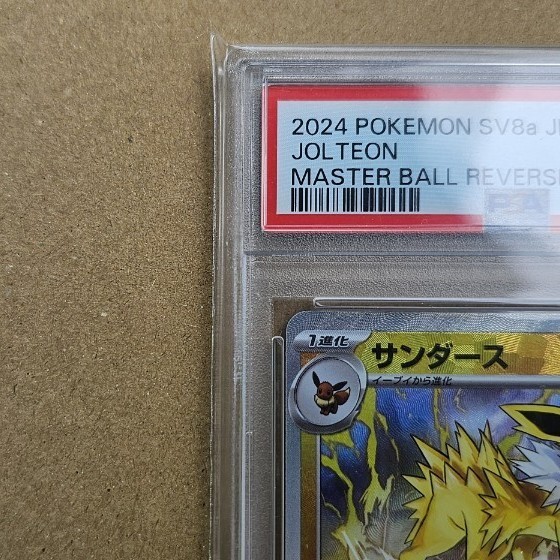 2024 POKEMON SV8a
JOLTEON
MASTER BALL REVERSE
1進化
サンダース
イーブイから進化